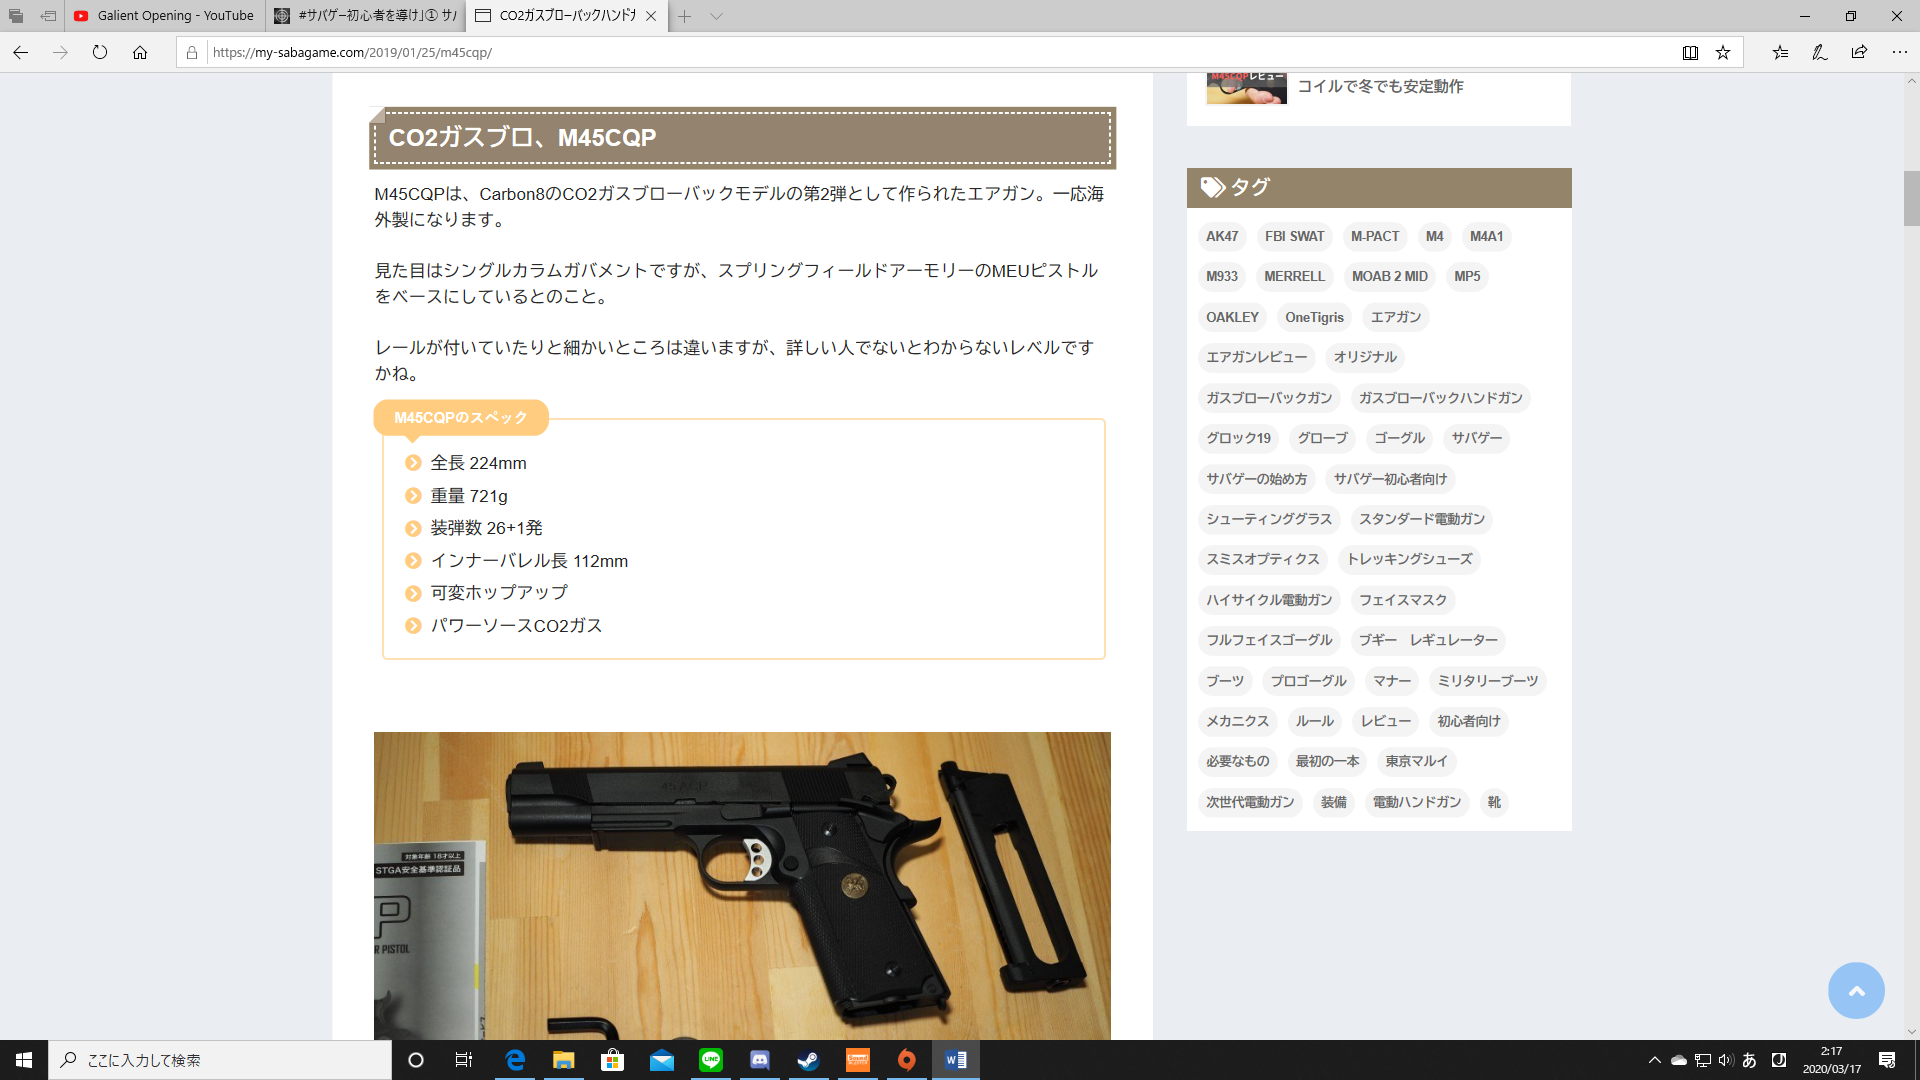 Galient Opening - YouTube
#サバゲー初心者を導け｣① サバ
CO2ガスブローバックハンドガ
https://my-sabagame.com/2019/01/25/m45cqp/
CO2ガスブロ、M45CQP
M45CQPは、Carbon8のCO2ガスブローバックモデルの第2弾として作られたエアガン。一応海
外製になります。
見た目はシングルカラムガバメントですが、スプリングフィールドアーモリーのMEUピストル
をベースにしているとのこと。
レールが付いていたりと細かいところは違いますが、詳しい人でないとわからないレベルです
かね。
M45CQPのスペック
全長 224mm
重量 721g
装弾数 26+1発
インナーバレル長 112mm
可変ホップアップ
パワーソースCO2ガス
45 ACP
対象年齢 18才以上
STGA安全基準認証品
P
R PISTOL
M45CQPレビュー
コイルで冬でも安定動作
タグ
AK47 FBI SWAT M-PACT M4 M4A1
M933 MERRELL MOAB 2 MID MP5
OAKLEY OneTigris エアガン
エアガンレビュー オリジナル
ガスブローバックガン ガスブローバックハンドガン
グロック19 グローブ ゴーグル サバゲー
サバゲーの始め方 サバゲー初心者向け
シューティンググラス スタンダード電動ガン
スミスオプティクス トレッキングシューズ
ハイサイクル電動ガン フェイスマスク
フルフェイスゴーグル ブギー　レギュレーター
ブーツ プロゴーグル マナー ミリタリーブーツ
メカニクス ルール レビュー 初心者向け
必要なもの 最初の一本 東京マルイ
次世代電動ガン 装備 電動ハンドガン 靴
ここに入力して検索
LINE
Sound
あ
2:17
2020/03/17